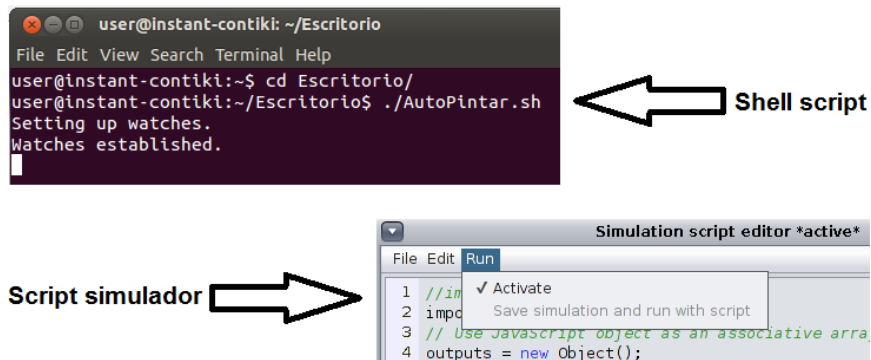 user@instant-contiki: ~/Escritorio
File Edit View Search Terminal Help
user@instant-contiki:~$ cd Escritorio/
user@instant-contiki:~/Escritorio$ ./AutoPintar.sh
Setting up watches.
Watches established.
Shell script
Simulation script editor *active*
File Edit Run
✓ Activate
Save simulation and run with script
Script simulador
1 //im
2 impo
3 // Use JavaScript object as an associative arra
4 outputs = new Object();